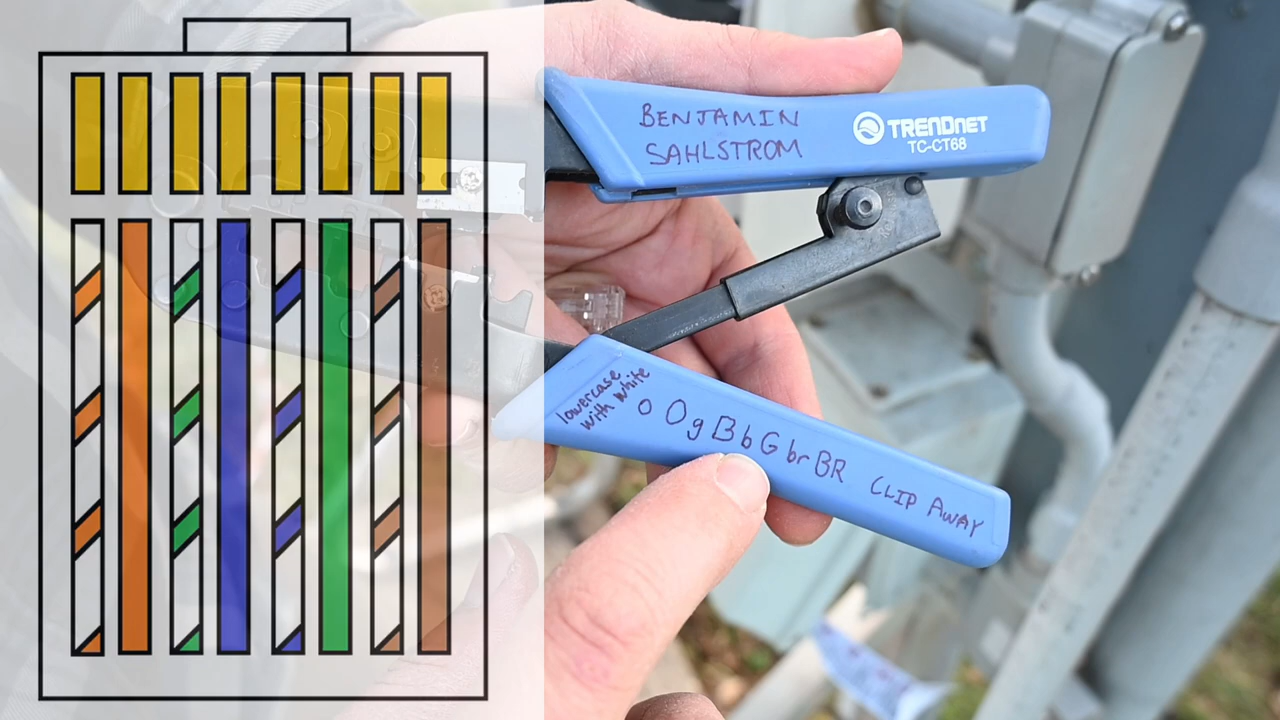 BENJAMIN
SAHLSTROM
TRENDNET
TC-CT68
lowercase
with white
o O g B b G br BR CLIP AWAY